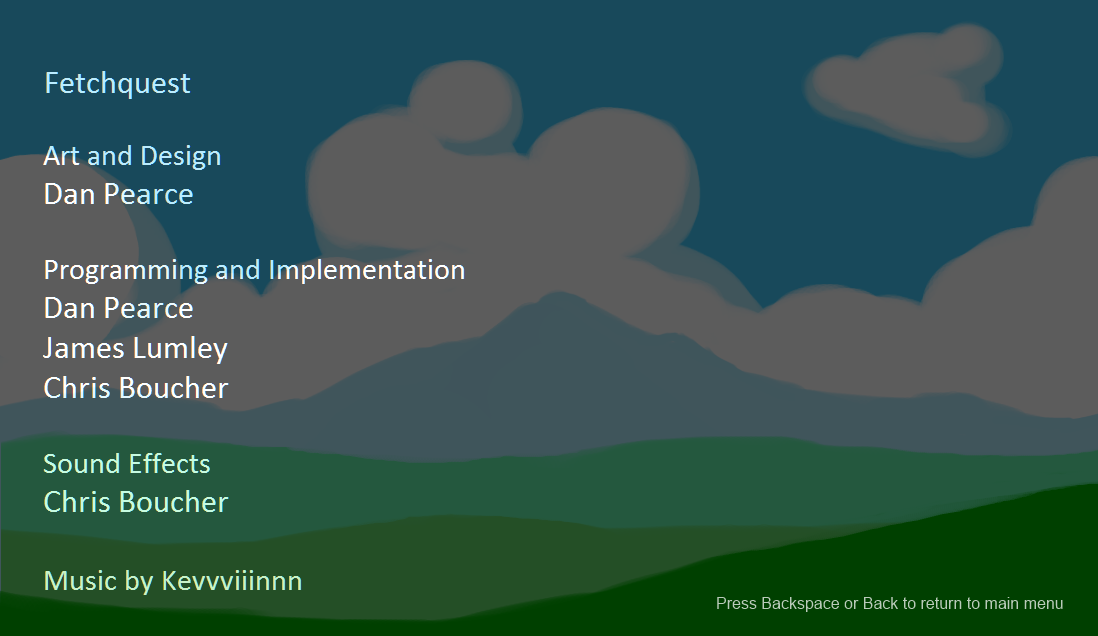 Fetchquest
Art and Design
Dan Pearce
Programming and Implementation
Dan Pearce
James Lumley
Chris Boucher
Sound Effects
Chris Boucher
Music by Kevvviiinnn
Press Backspace or Back to return to main menu